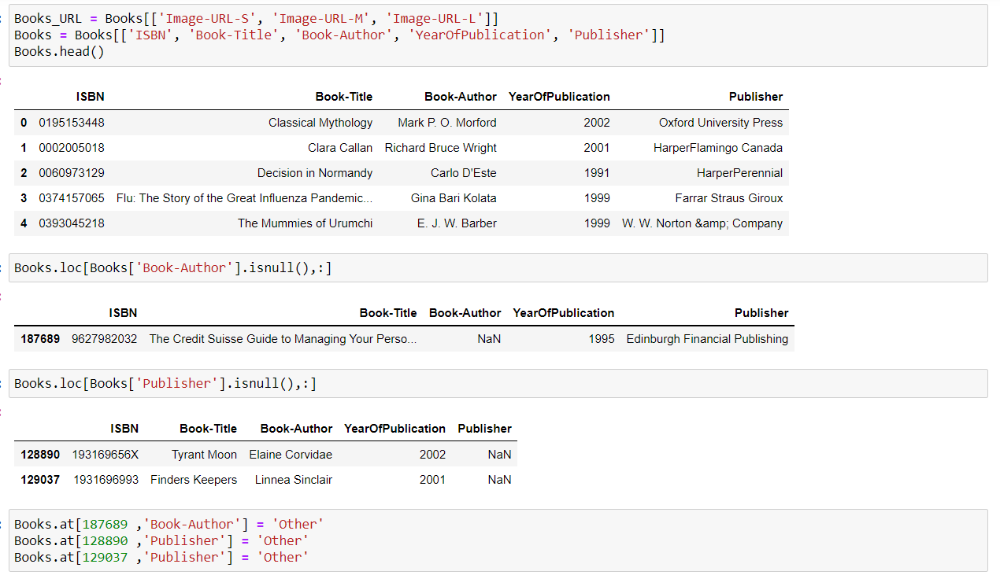 Books_URL = Books[['Image-URL-S', 'Image-URL-M', 'Image-URL-L']]
Books = Books[['ISBN', 'Book-Title', 'Book-Author', 'YearOfPublication', 'Publisher']]
Books.head()
ISBN Book-Title Book-Author YearOfPublication Publisher
0 0195153448 Classical Mythology Mark P. O. Morford 2002 Oxford University Press
1 0002005018 Clara Callan Richard Bruce Wright 2001 HarperFlamingo Canada
2 0060973129 Decision in Normandy Carlo D'Este 1991 HarperPerennial
3 0374157065 Flu: The Story of the Great Influenza Pandemic... Gina Bari Kolata 1999 Farrar Straus Giroux
4 0393045218 The Mummies of Urumchi E. J. W. Barber 1999 W. W. Norton &amp; Company
Books.loc[Books['Book-Author'].isnull(),:]
ISBN Book-Title Book-Author YearOfPublication Publisher
187689 9627982032 The Credit Suisse Guide to Managing Your Perso... NaN 1995 Edinburgh Financial Publishing
Books.loc[Books['Publisher'].isnull(),:]
ISBN Book-Title Book-Author YearOfPublication Publisher
128890 193169656X Tyrant Moon Elaine Corvidae 2002 NaN
129037 1931696993 Finders Keepers Linnea Sinclair 2001 NaN
Books.at[187689 ,'Book-Author'] = 'Other'
Books.at[128890 ,'Publisher'] = 'Other'
Books.at[129037 ,'Publisher'] = 'Other'